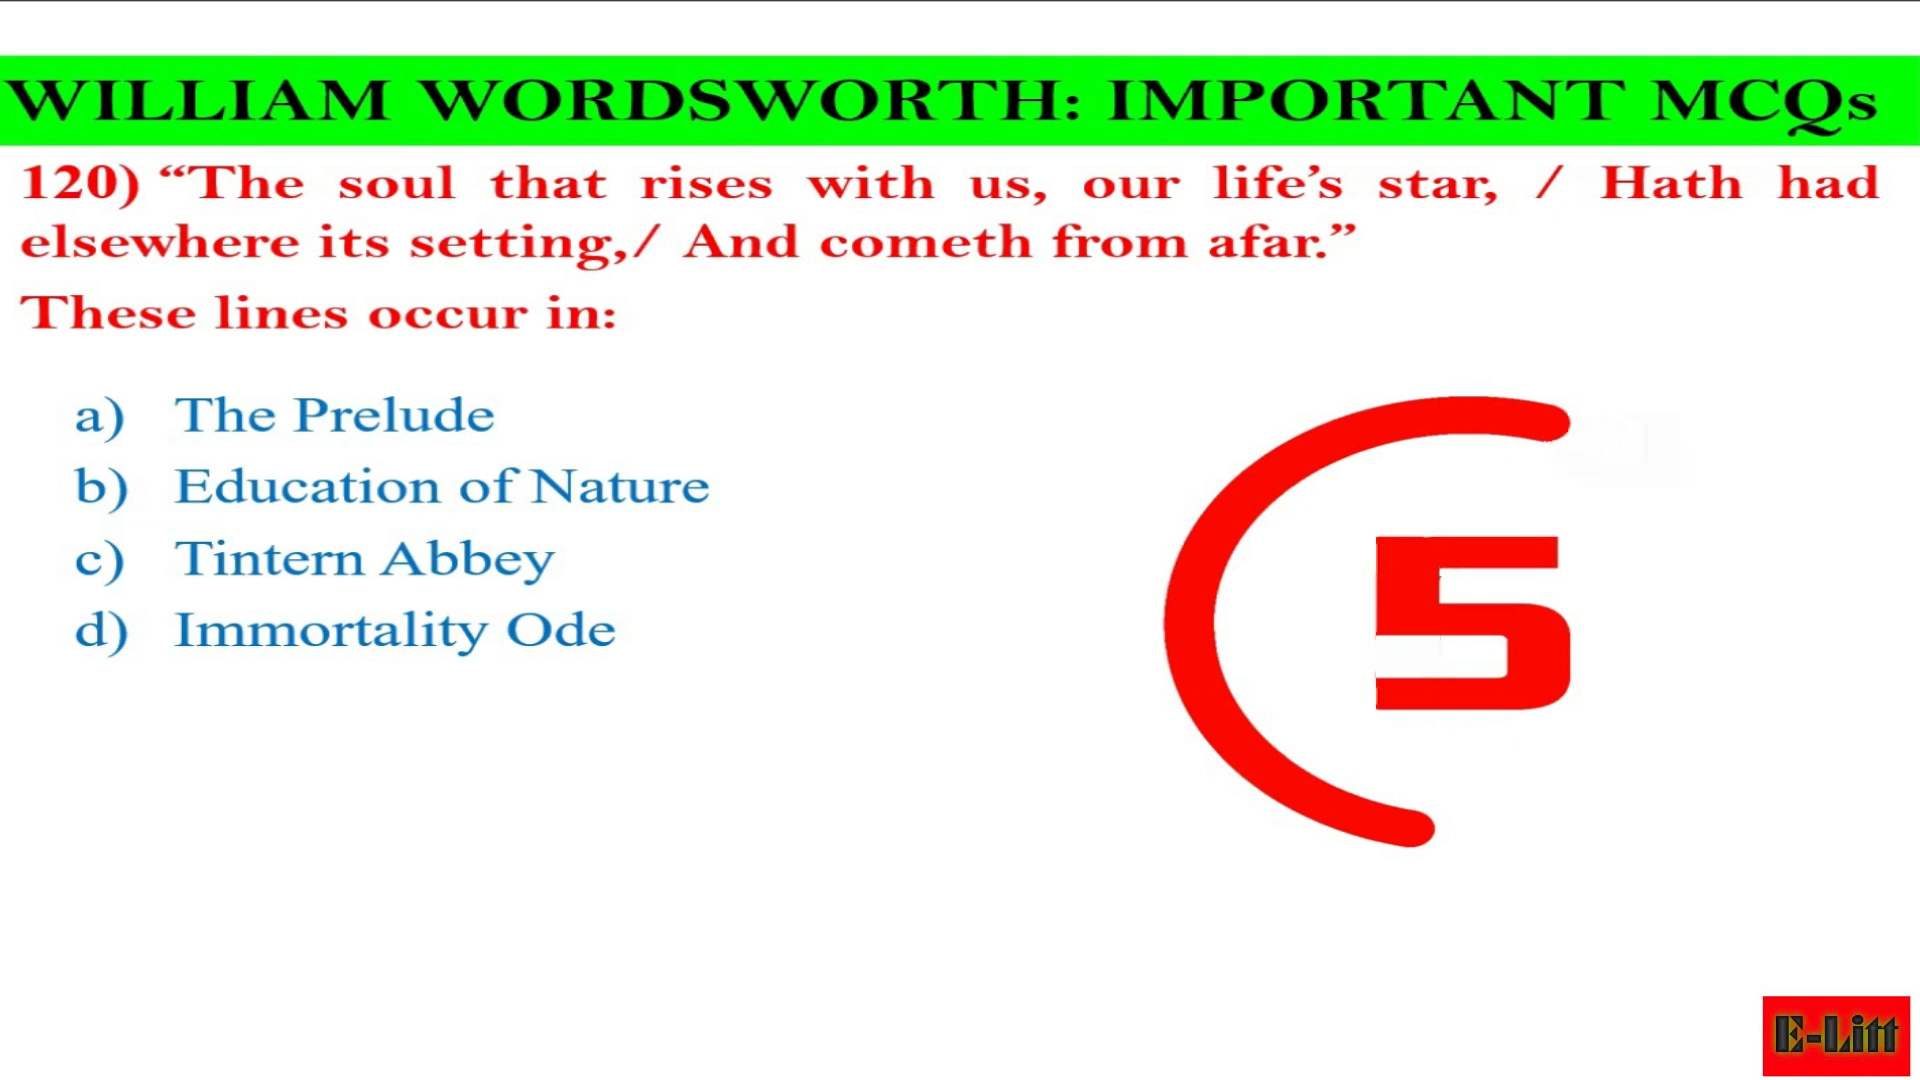 WILLIAM WORDSWORTH: IMPORTANT MCQs
120) “The soul that rises with us, our life’s star, / Hath had
elsewhere its setting,/ And cometh from afar.”
These lines occur in:
a) The Prelude
b) Education of Nature
c) Tintern Abbey
d) Immortality Ode
5
E-Litt